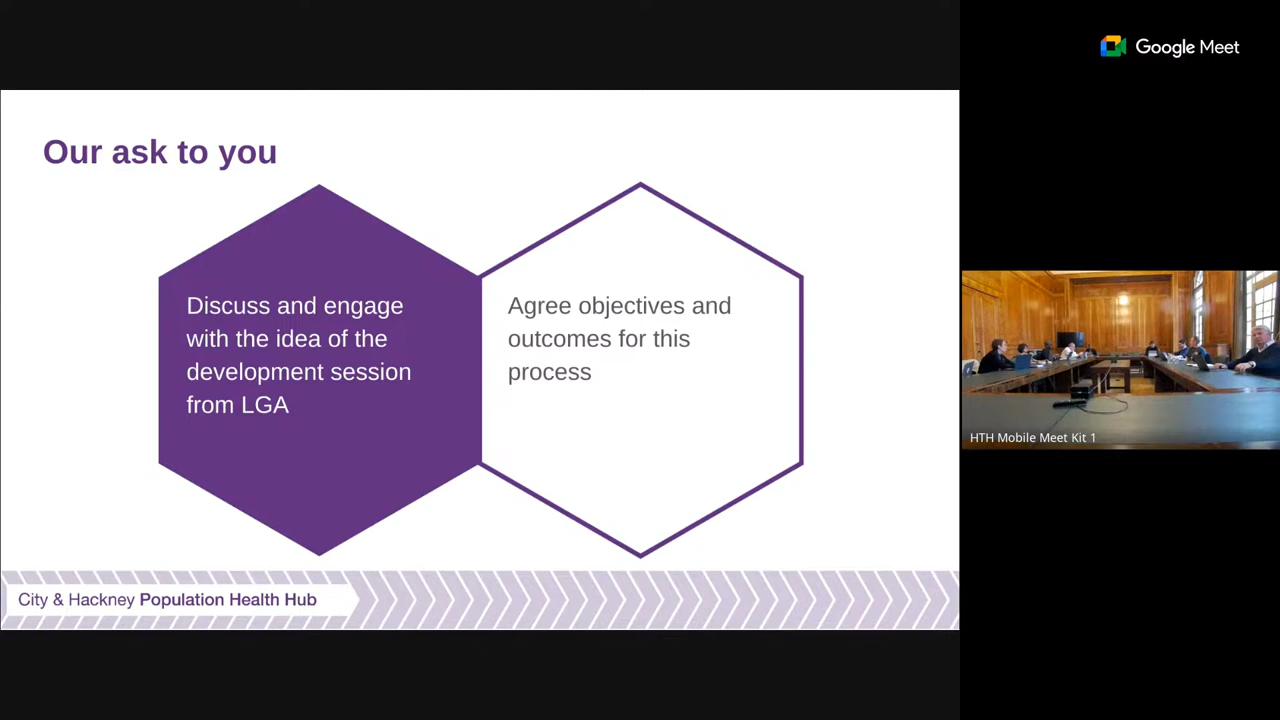 Google Meet
Our ask to you
Discuss and engage
with the idea of the
development session
from LGA
Agree objectives and
outcomes for this
process
HTH Mobile Meet Kit 1
City & Hackney Population Health Hub